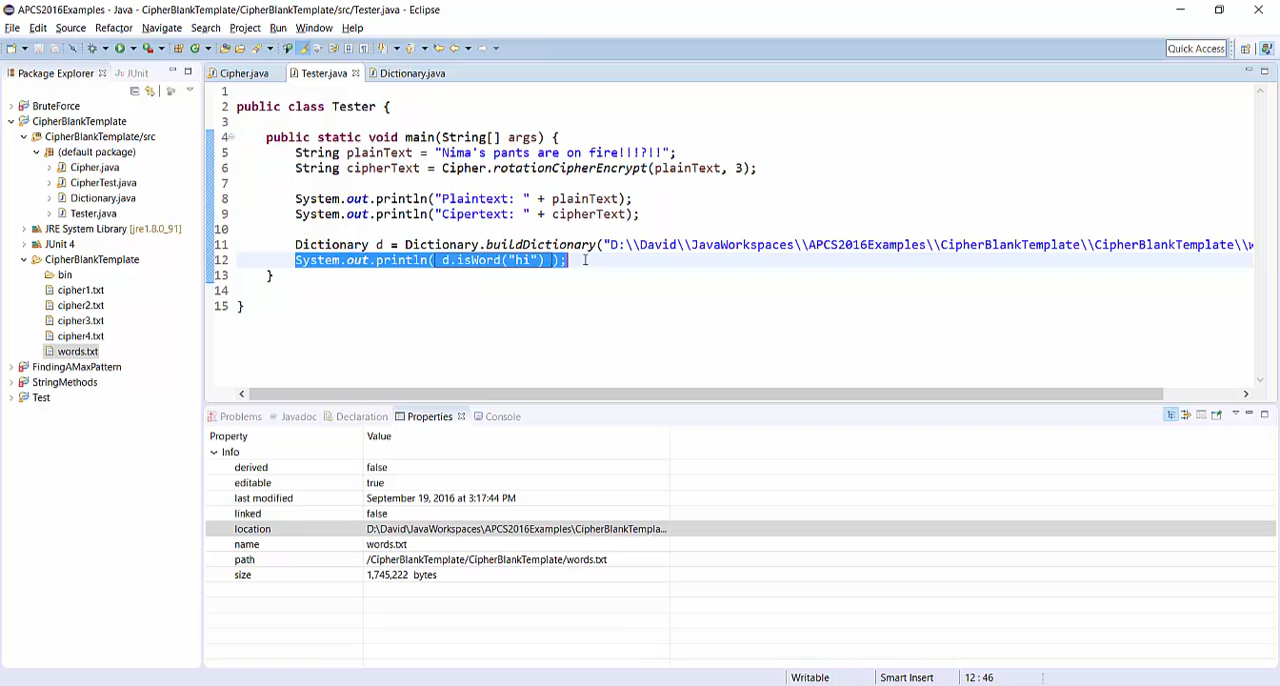 APCS2016Examples - Java - CipherBlankTemplate/src/Tester.java - Eclipse
File Edit Source Refactor Navigate Search Project Run Window Help
Quick Access
Package Explorer JUnit
Cipher.java Tester.java Dictionary.java
BruteForce
CipherBlankTemplate
CipherBlankTemplate/src
(default package)
Cipher.java
CipherTest.java
Dictionary.java
Tester.java
JRE System Library [jre1.8.0_91]
JUnit 4
CipherBlankTemplate
bin
cipher1.txt
cipher2.txt
cipher3.txt
cipher4.txt
words.txt
FindingAMaxPattern
StringMethods
Test
1
2 public class Tester {
3
4 public static void main(String[] args) {
5 String plainText = "Nima's pants are on fire!!!?!!";
6 String cipherText = Cipher.rotationCipherEncrypt(plainText, 3);
7
8 System.out.println("Plaintext: " + plainText);
9 System.out.println("Cipertext: " + cipherText);
10
11 Dictionary d = Dictionary.buildDictionary("D:\\David\\JavaWorkspaces\\APCS2016Examples\\CipherBlankTemplate\\CipherBlankTemplate\\w
12 System.out.println( d.isWord("hi") );
13 }
14
15 }
Problems Javadoc Declaration Properties Console
Property Value
Info
derived false
editable true
last modified September 19, 2016 at 3:17:44 PM
linked false
location D:\David\JavaWorkspaces\APCS2016Examples\CipherBlankTempla...
name words.txt
path /CipherBlankTemplate/CipherBlankTemplate/words.txt
size 1,745,222 bytes
Writable Smart Insert 12 : 46